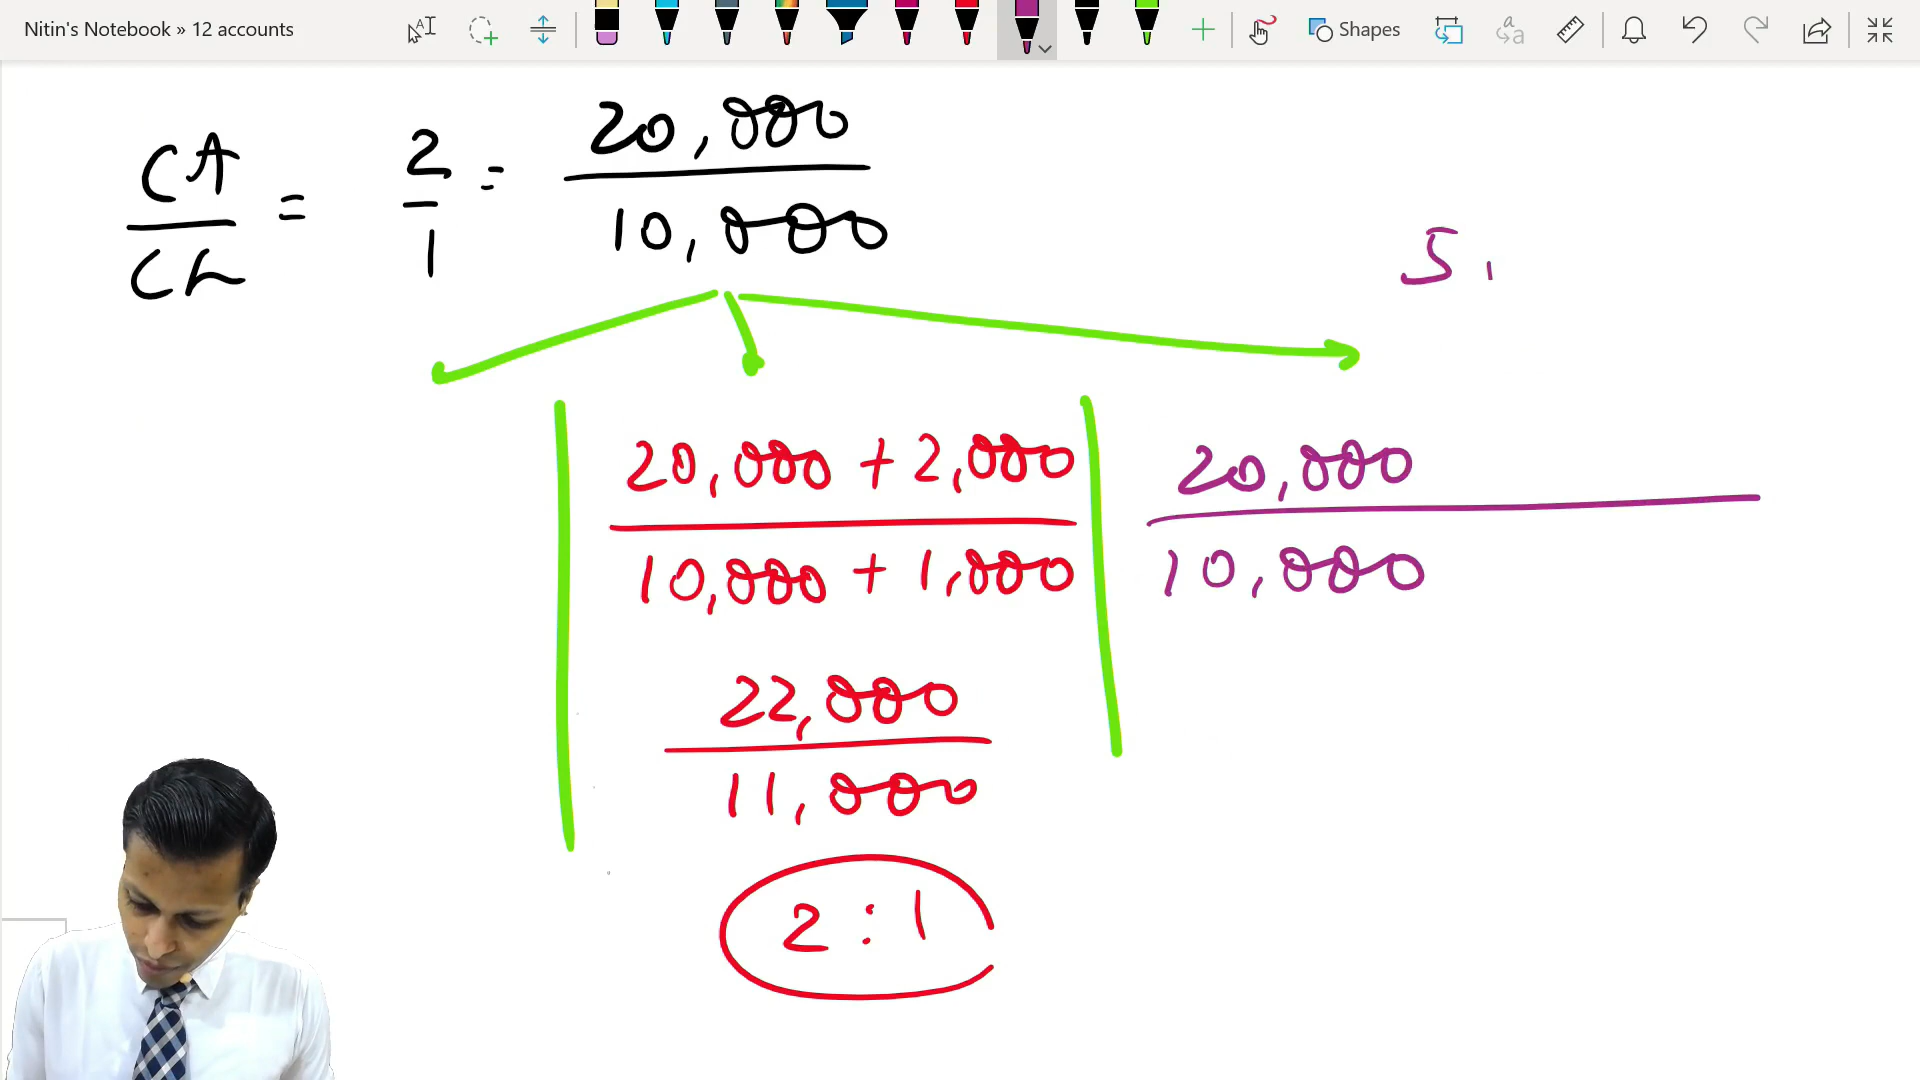 Nitin's Notebook » 12 accounts
Shapes
CA/CL = 2/1 = 20,000/10,000
5,
20,000 + 2,000
10,000 + 1,000
22,000
11,000
2 : 1
20,000
10,000